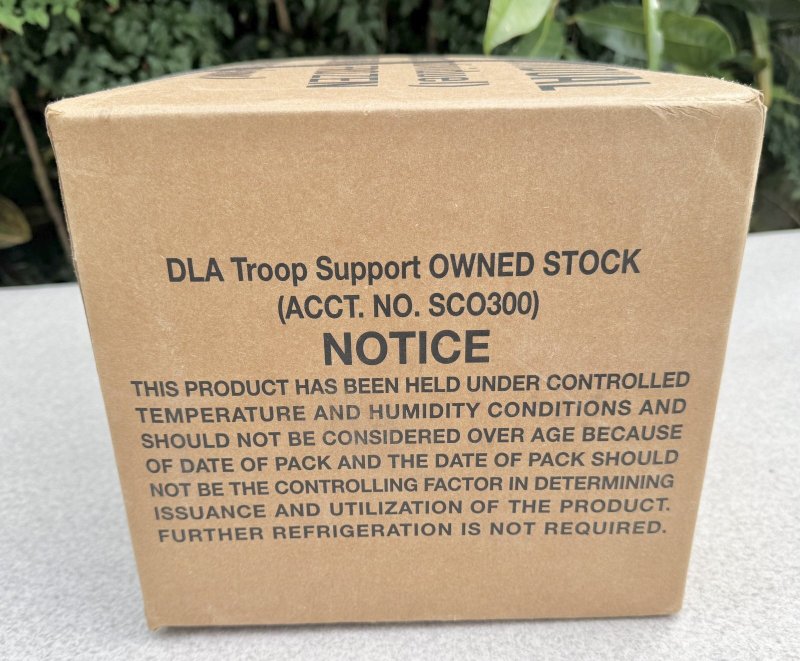 DLA Troop Support OWNED STOCK
(ACCT. NO. SCO300)
NOTICE
THIS PRODUCT HAS BEEN HELD UNDER CONTROLLED
TEMPERATURE AND HUMIDITY CONDITIONS AND
SHOULD NOT BE CONSIDERED OVER AGE BECAUSE
OF DATE OF PACK AND THE DATE OF PACK SHOULD
NOT BE THE CONTROLLING FACTOR IN DETERMINING
ISSUANCE AND UTILIZATION OF THE PRODUCT.
FURTHER REFRIGERATION IS NOT REQUIRED.